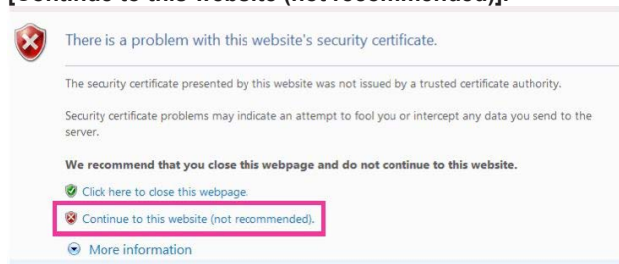 [Continue to this website (not recommended)].
There is a problem with this website's security certificate.
The security certificate presented by this website was not issued by a trusted certificate authority.
Security certificate problems may indicate an attempt to fool you or intercept any data you send to the
server.
We recommend that you close this webpage and do not continue to this website.
Click here to close this webpage.
Continue to this website (not recommended).
More information